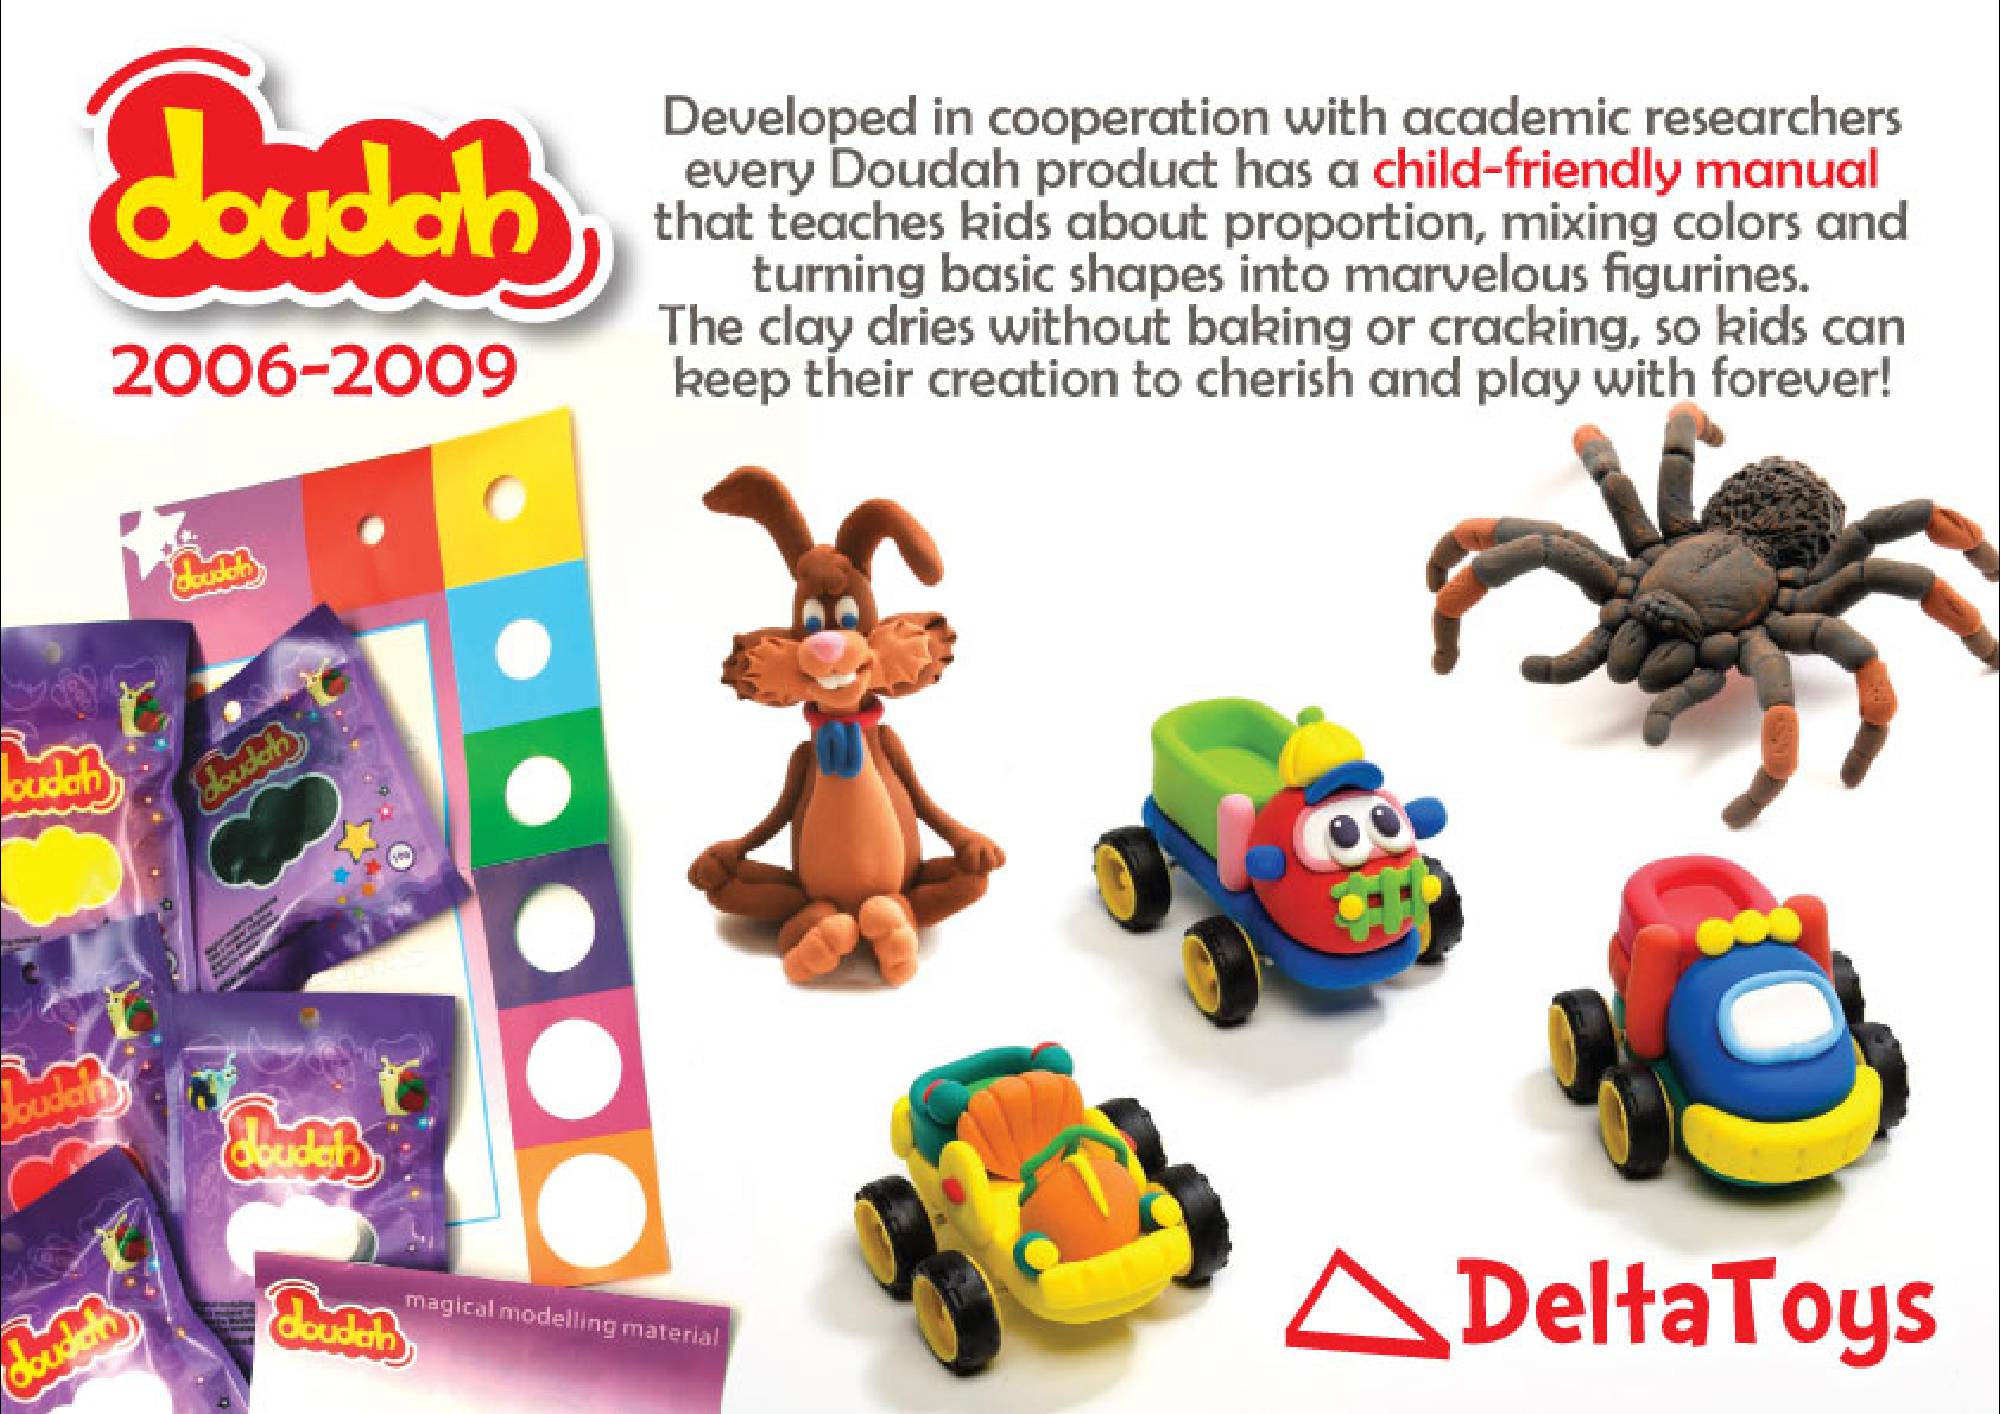 doudah
2006-2009
Developed in cooperation with academic researchers
every Doudah product has a child-friendly manual
that teaches kids about proportion, mixing colors and
turning basic shapes into marvelous figurines.
The clay dries without baking or cracking, so kids can
keep their creation to cherish and play with forever!
doudah
doudah
doudah
doudah
doudah
doudah
doudah
magical modelling material
DeltaToys